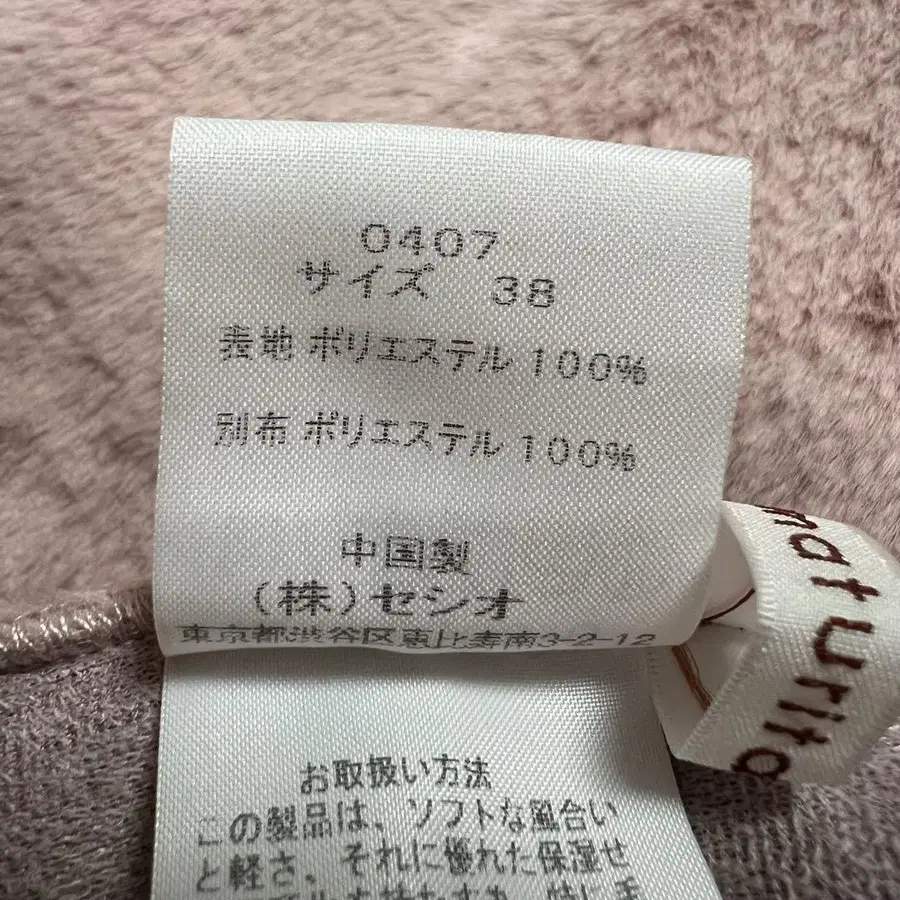 0407
サイズ 38
表地 ポリエステル 100%
別布 ポリエステル 100%
中国製
(株)セシオ
東京都渋谷区恵比寿南3-2-12
maturito
お取扱い方法
この製品は、ソフトな風合い
と軽さ、それに優れた保湿せ